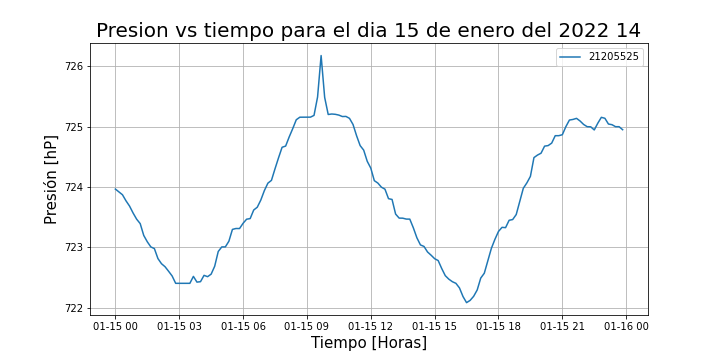 Presion vs tiempo para el dia 15 de enero del 2022 14
21205525
726
725
724
723
722
Presión [hP]
01-15 00 01-15 03 01-15 06 01-15 09 01-15 12 01-15 15 01-15 18 01-15 21 01-16 00
Tiempo [Horas]